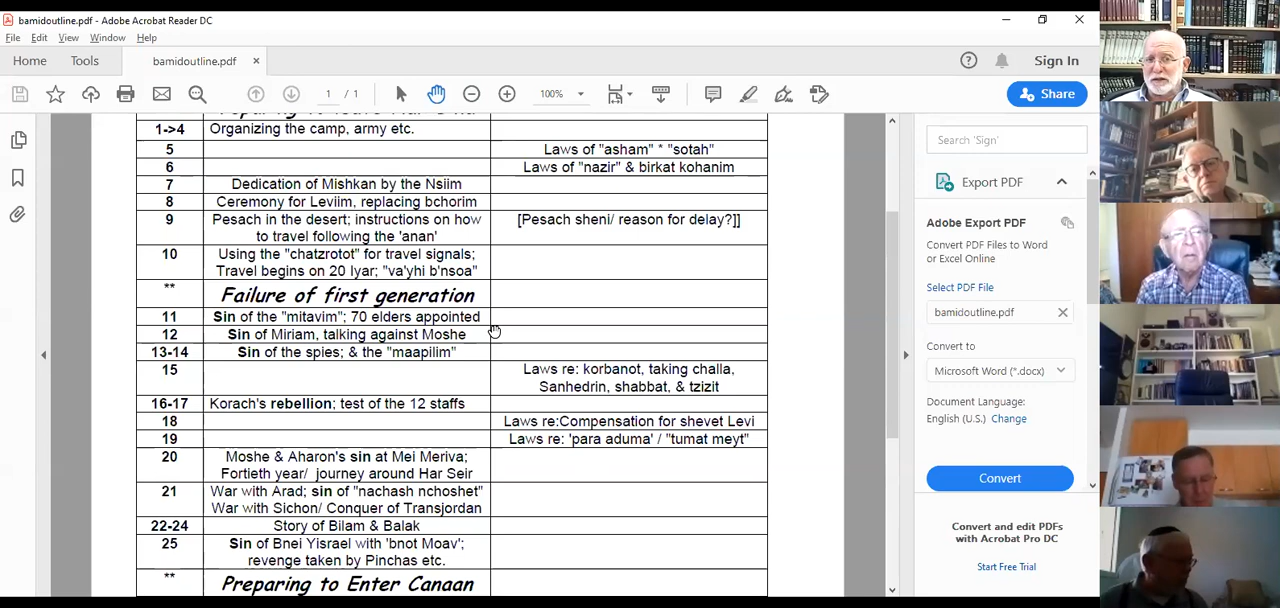 bamidoutline.pdf - Adobe Acrobat Reader DC
File Edit View Window Help
Home Tools bamidoutline.pdf × Sign In
1 / 1 100% Share
1->4 Organizing the camp, army etc.
5 Laws of "asham" * "sotah"
6 Laws of "nazir" & birkat kohanim
7 Dedication of Mishkan by the Nsiim
8 Ceremony for Leviim, replacing bchorim
9 Pesach in the desert; instructions on how [Pesach sheni/ reason for delay?]]
to travel following the 'anan'
10 Using the "chatzrotot" for travel signals;
Travel begins on 20 Iyar; "va'yhi b'nsoa"
** Failure of first generation
11 Sin of the "mitavim"; 70 elders appointed
12 Sin of Miriam, talking against Moshe
13-14 Sin of the spies; & the "maapilim"
15 Laws re: korbanot, taking challa,
Sanhedrin, shabbat, & tzizit
16-17 Korach's rebellion; test of the 12 staffs
18 Laws re:Compensation for shevet Levi
19 Laws re: 'para aduma' / "tumat meyt"
20 Moshe & Aharon's sin at Mei Meriva;
Fortieth year/ journey around Har Seir
21 War with Arad; sin of "nachash nchoshet"
War with Sichon/ Conquer of Transjordan
22-24 Story of Bilam & Balak
25 Sin of Bnei Yisrael with 'bnot Moav';
revenge taken by Pinchas etc.
** Preparing to Enter Canaan
Search 'Sign'
Export PDF
Adobe Export PDF
Convert PDF Files to Word
or Excel Online
Select PDF File
bamidoutline.pdf ×
Convert to
Microsoft Word (*.docx)
Document Language:
English (U.S.) Change
Convert
Convert and edit PDFs
with Acrobat Pro DC
Start Free Trial